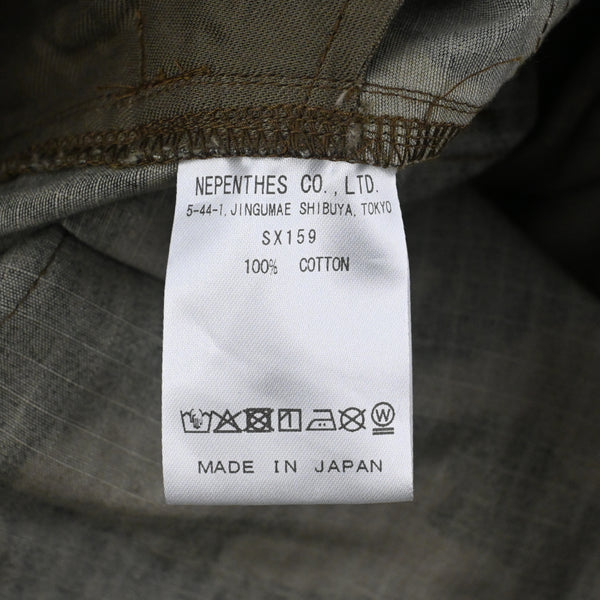 NEPENTHES CO.,LTD.
5-44-1, JINGUMAE SHIBUYA, TOKYO
SX159
100% COTTON
W
MADE IN JAPAN